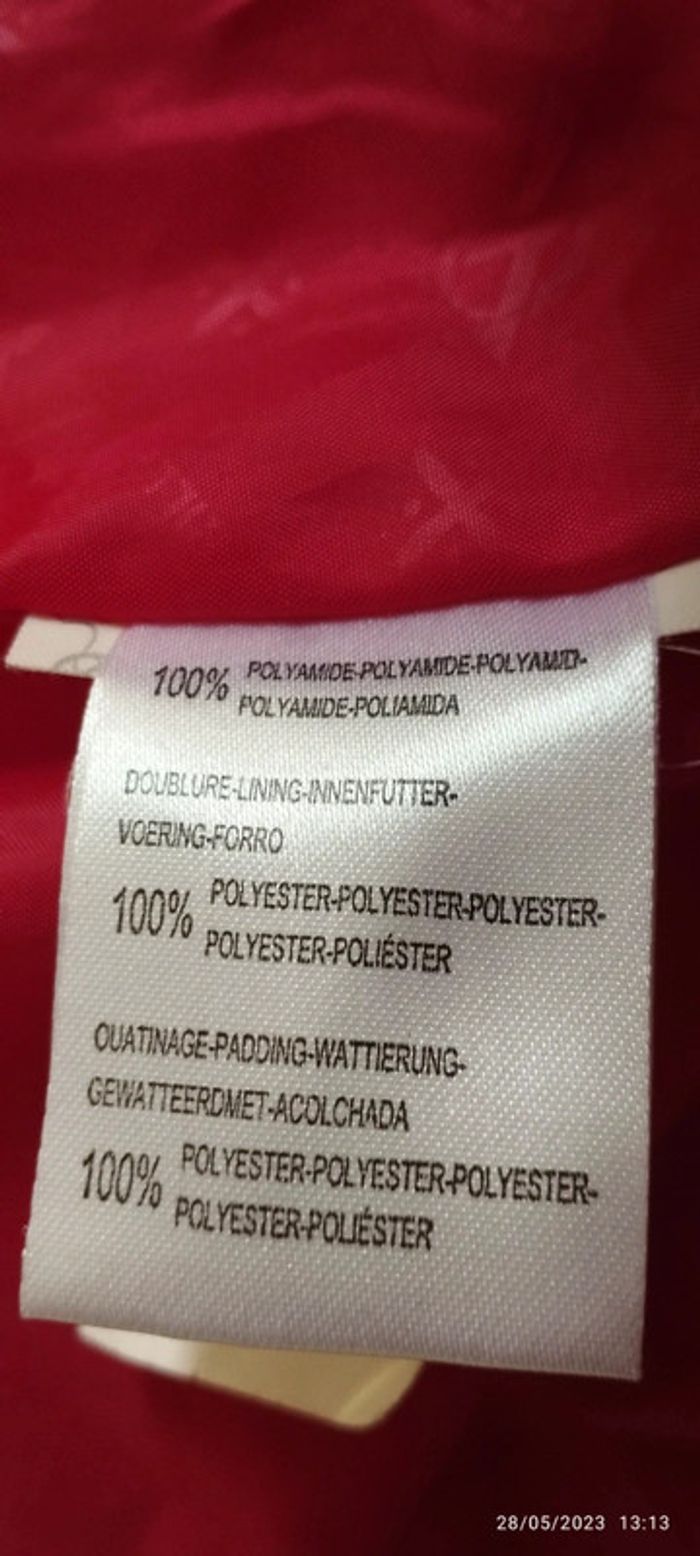 100% POLYAMIDE-POLYAMIDE-POLYAMID-
POLYAMIDE-POLIAMIDA
DOUBLURE-LINING-INNENFUTTER-
VOERING-FORRO
100% POLYESTER-POLYESTER-POLYESTER-
POLYESTER-POLIÉSTER
OUATINAGE-PADDING-WATTIERUNG-
GEWATTEERDMET-ACOLCHADA
100% POLYESTER-POLYESTER-POLYESTER-
POLYESTER-POLIÉSTER
28/05/2023 13:13